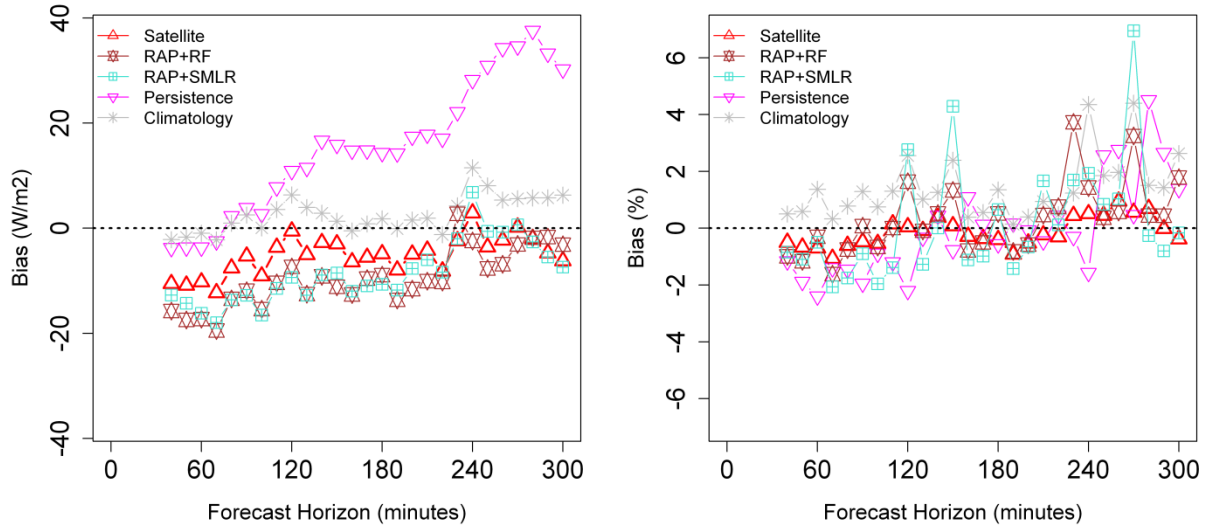 Bias (W/m2)
40
20
0
-20
-40
Satellite
RAP+RF
RAP+SMLR
Persistence
Climatology
0 60 120 180 240 300
Forecast Horizon (minutes)
Bias (%)
6
4
2
0
-2
-4
-6
Satellite
RAP+RF
RAP+SMLR
Persistence
Climatology
0 60 120 180 240 300
Forecast Horizon (minutes)